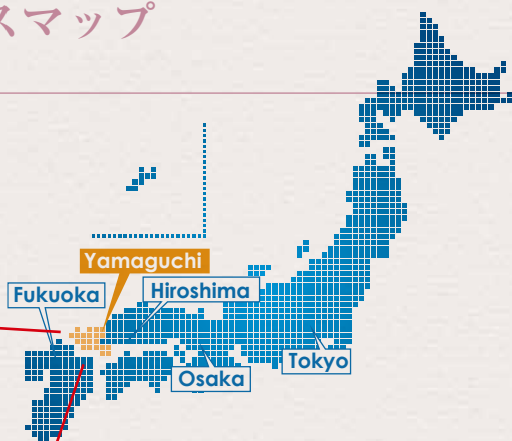 スマップ
Yamaguchi
Fukuoka
Hiroshima
Tokyo
Osaka